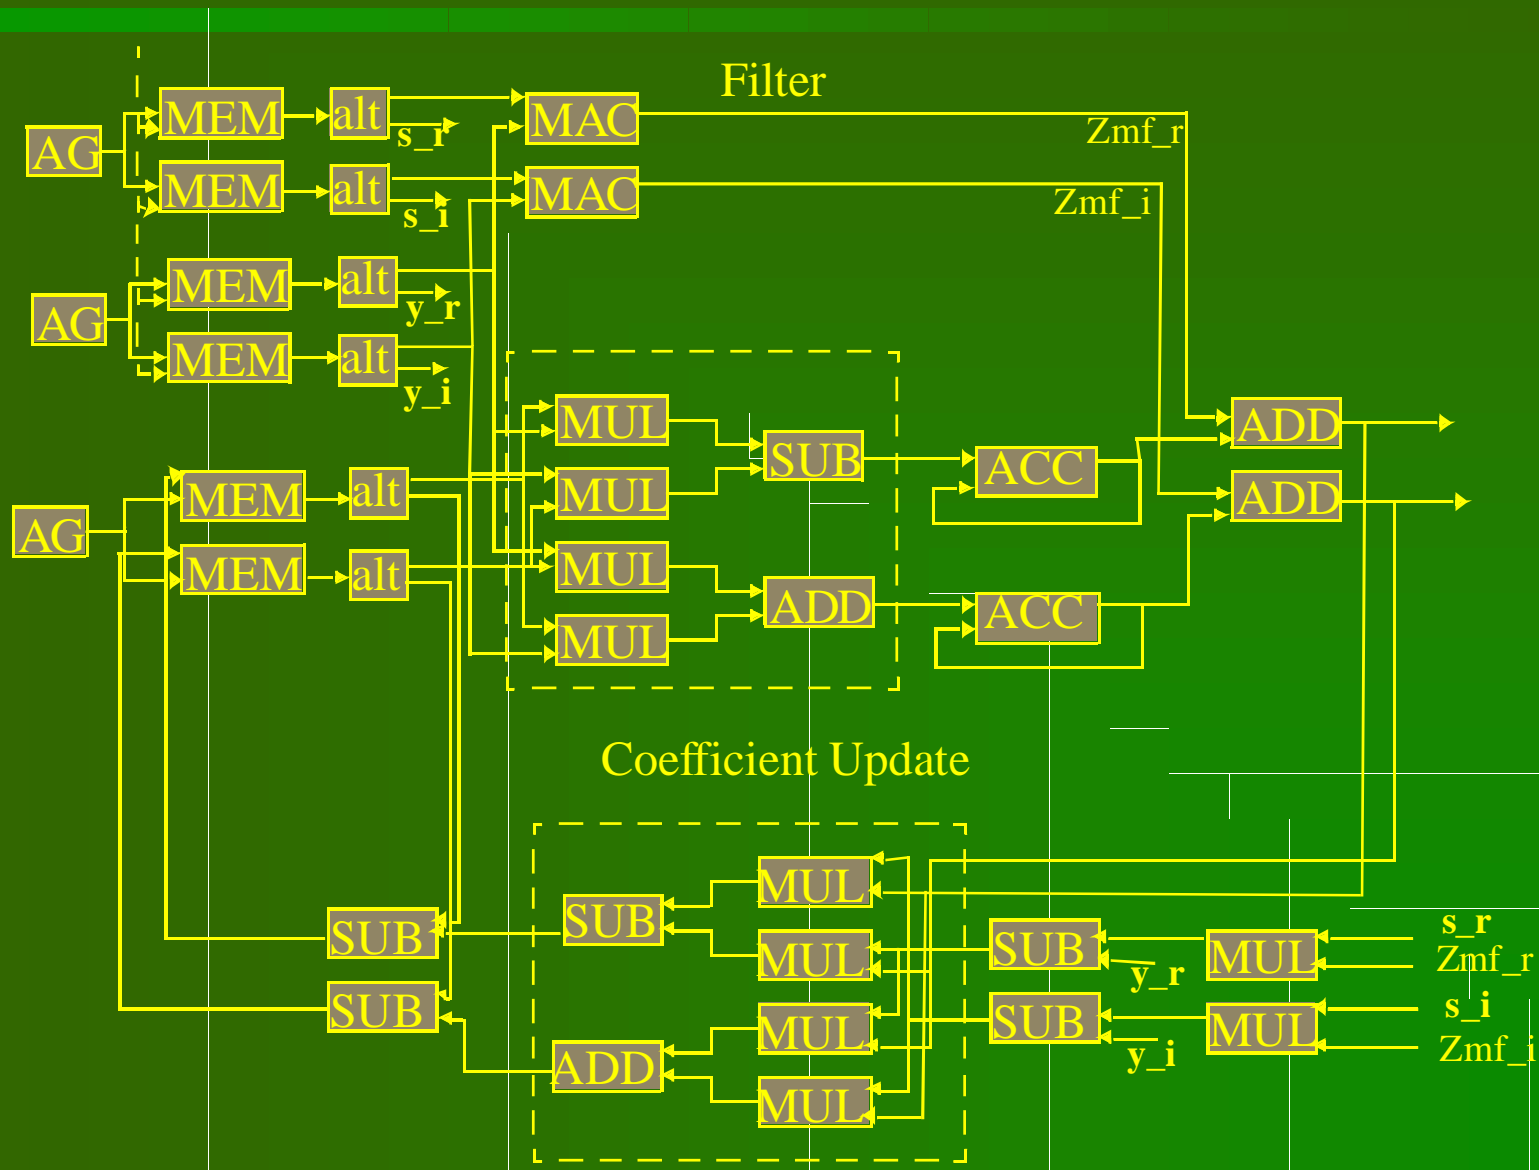 Filter
MEM alt MAC
s_r
Zmf_r
AG
MEM alt MAC
s_i
Zmf_i
MEM alt
y_r
AG
MEM alt
y_i
MUL
ADD
SUB
ACC
MEM alt MUL
ADD
AG
MEM alt MUL
ADD
ACC
MUL
Coefficient Update
MUL
SUB
s_r
SUB
MUL
SUB
MUL
Zmf_r
y_r
s_i
SUB
MUL
SUB
MUL
y_i
Zmf_i
ADD
MUL